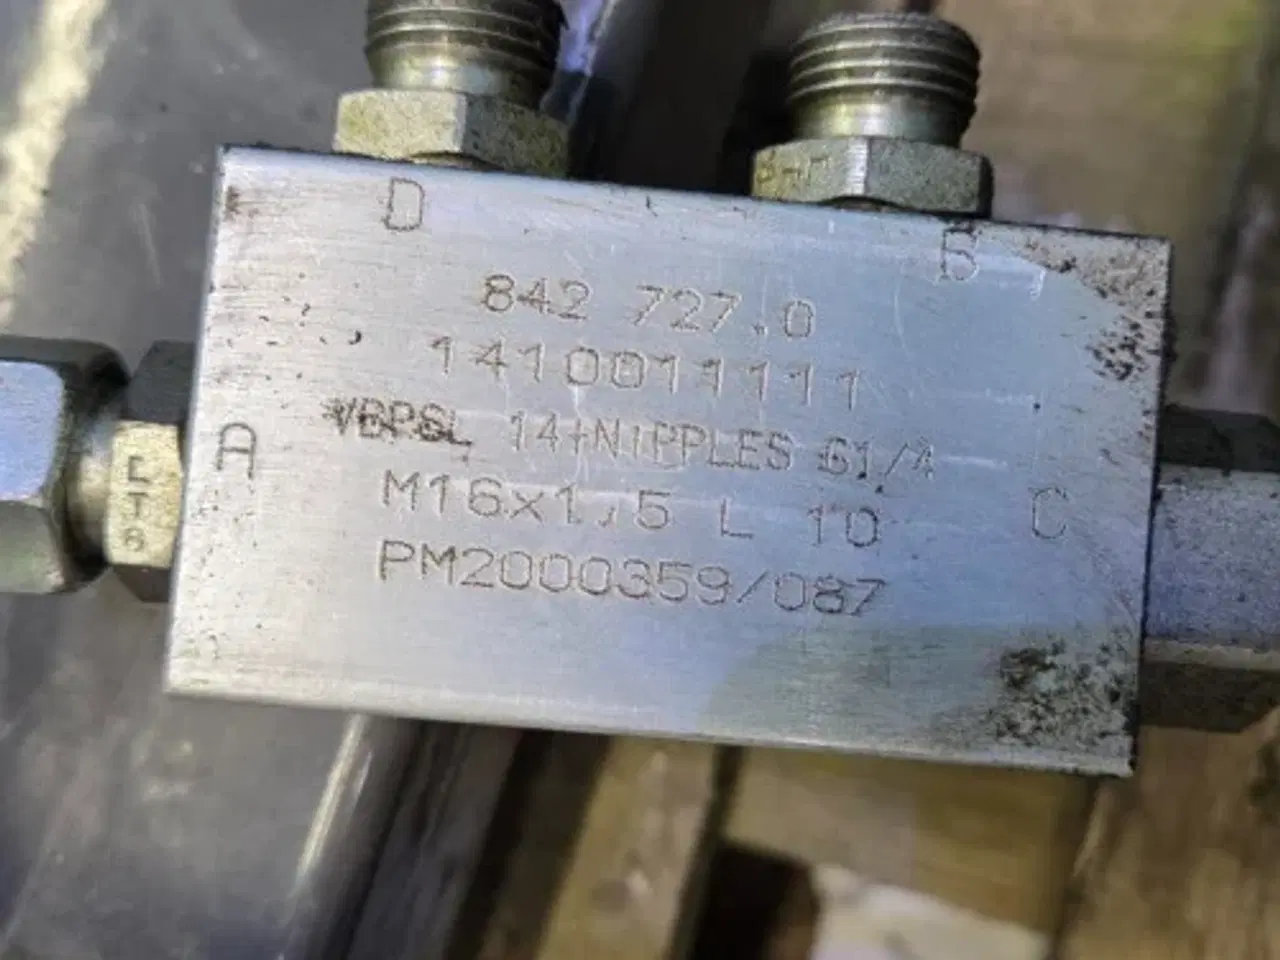 D
B
842 727.0
1410011111
A
VBPSL 14+NIPPLES G1/4
M16x1,5 L 10
C
PM2000359/087